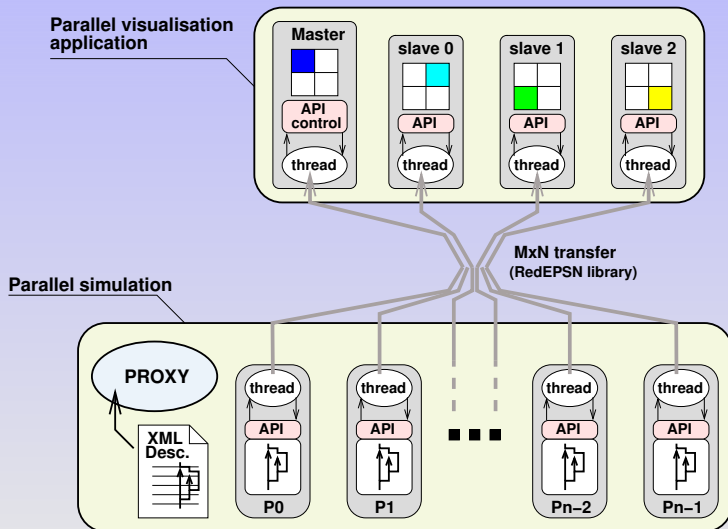 Parallel visualisation
application
Master
slave 0
slave 1
slave 2
API
control
API
API
API
thread
thread
thread
thread
MxN transfer
(RedEPSN library)
Parallel simulation
PROXY
XML
Desc.
thread
thread
thread
thread
API
API
API
API
P0
P1
Pn−2
Pn−1